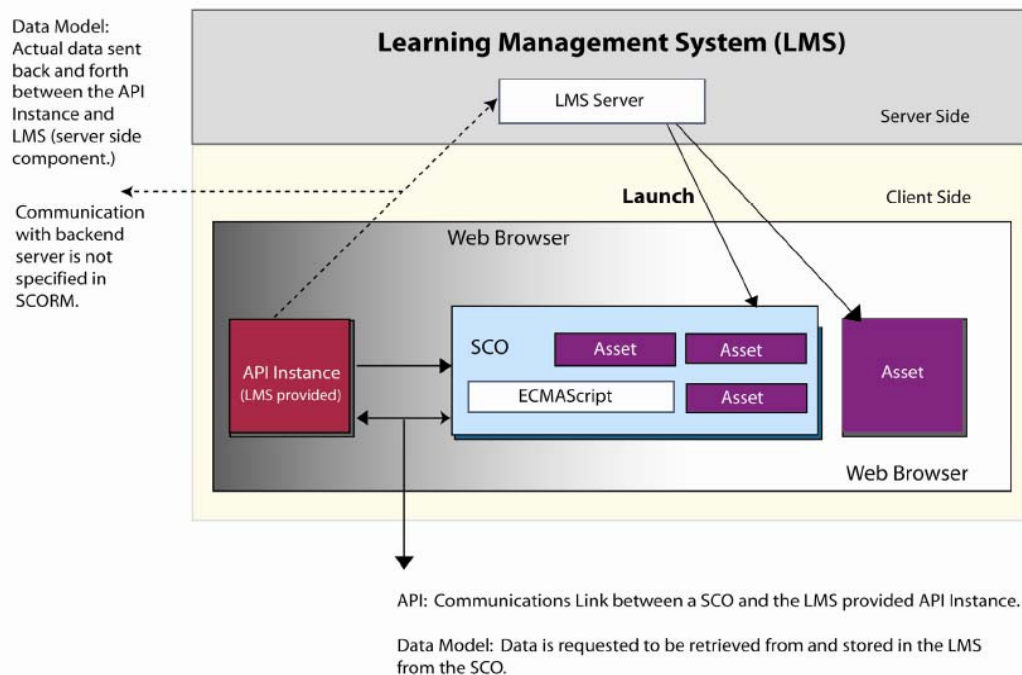 Data Model:
Actual data sent
back and forth
between the API
Instance and
LMS (server side
component.)
Communication
with backend
server is not
specified in
SCORM.
Learning Management System (LMS)
LMS Server
Server Side
Client Side
Launch
Web Browser
API Instance
(LMS provided)
SCO
Asset
Asset
ECMAScript
Asset
Asset
Web Browser
API: Communications Link between a SCO and the LMS provided API Instance.
Data Model: Data is requested to be retrieved from and stored in the LMS
from the SCO.